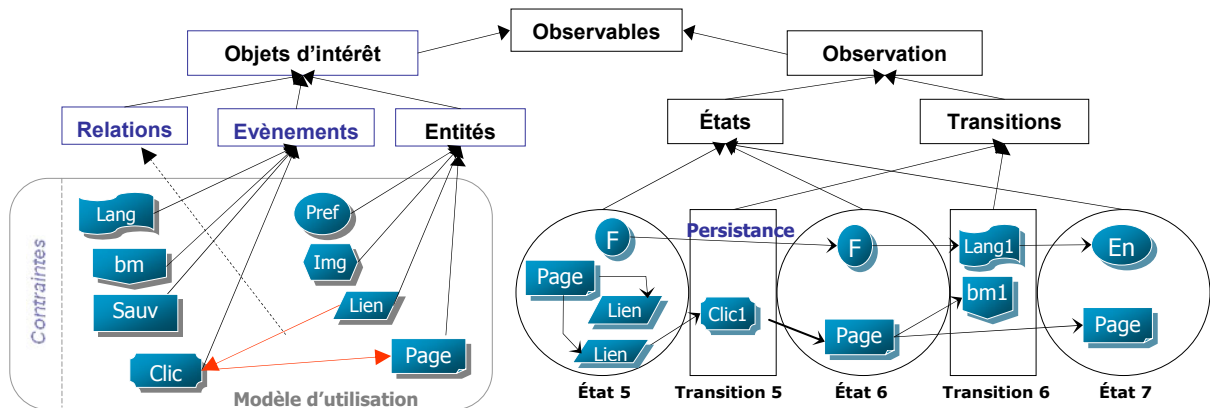 Observables
Objets d’intérêt
Observation
Relations
Evènements
Entités
États
Transitions
Contraintes
Lang
bm
Sauv
Clic
Pref
Img
Lien
Page
Modèle d’utilisation
F
Page
Lien
Lien
Persistance
Clic1
F
Page
Lang1
bm1
En
Page
État 5
Transition 5
État 6
Transition 6
État 7